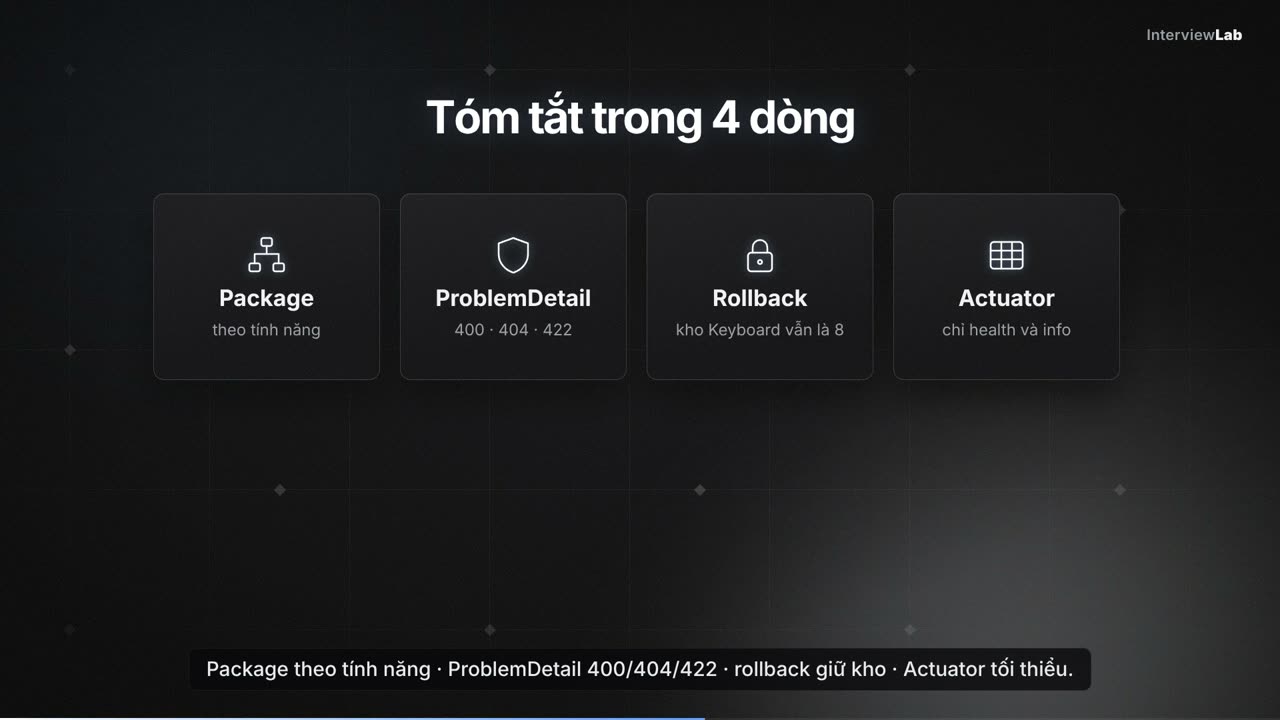 InterviewLab
Tóm tắt trong 4 dòng
Package
theo tính năng
ProblemDetail
400 · 404 · 422
Rollback
kho Keyboard vẫn là 8
Actuator
chỉ health và info
Package theo tính năng · ProblemDetail 400/404/422 · rollback giữ kho · Actuator tối thiểu.